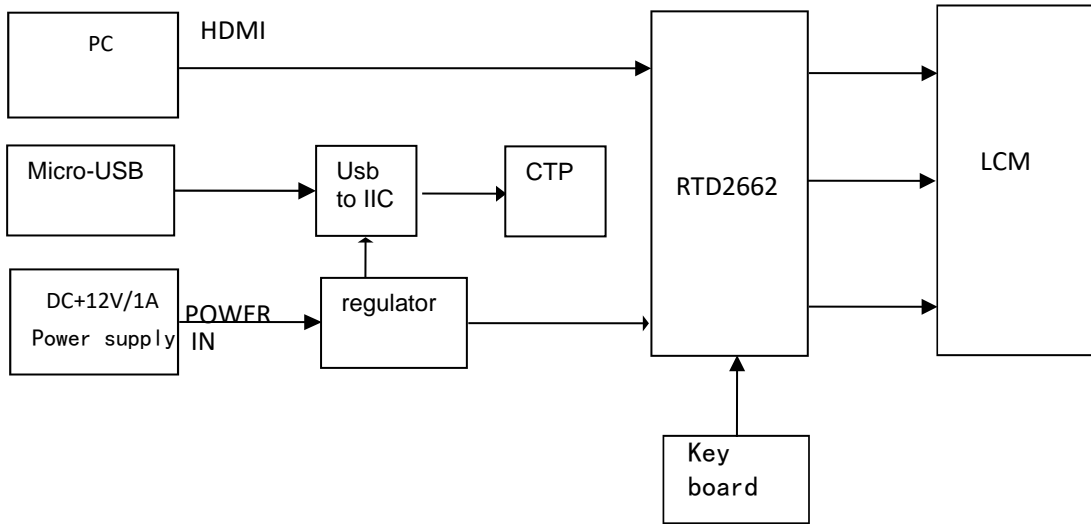 PC
HDMI
Micro-USB
Usb
to IIC
CTP
RTD2662
LCM
DC+12V/1A
Power supply
POWER
IN
regulator
Key
board